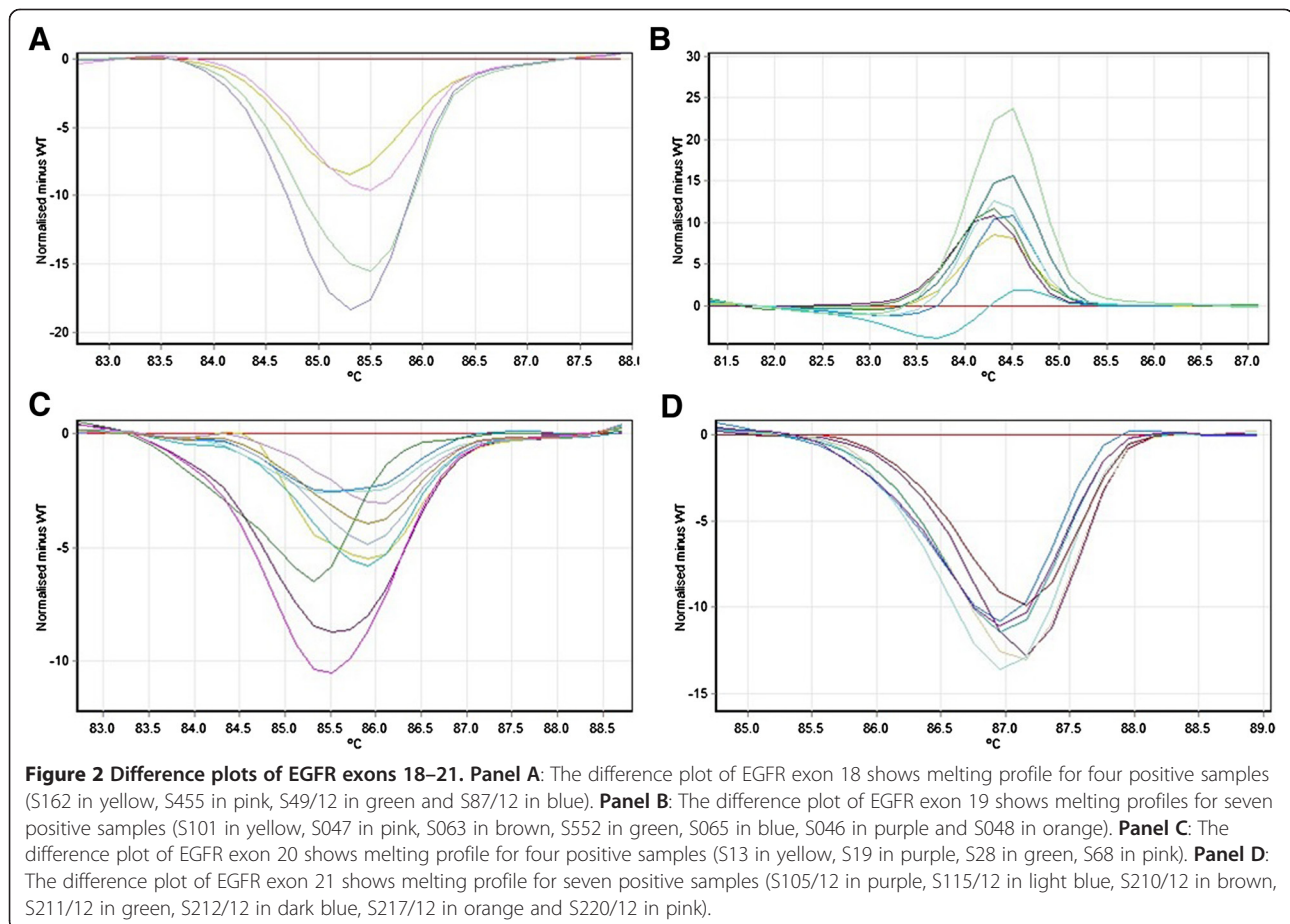 A
B
0
-5
-10
-15
-20
Normalised minus WT
83.0 83.5 84.0 84.5 85.0 85.5 86.0 86.5 87.0 87.5 88.
°C
30
25
20
15
10
5
0
Normalised minus WT
81.5 82.0 82.5 83.0 83.5 84.0 84.5 85.0 85.5 86.0 86.5 87.0
°C
C
D
0
-5
-10
Normalised minus WT
83.0 83.5 84.0 84.5 85.0 85.5 86.0 86.5 87.0 87.5 88.0 88.5
°C
0
-5
-10
-15
Normalised minus WT
85.0 85.5 86.0 86.5 87.0 87.5 88.0 88.5 89.0
°C
Figure 2 Difference plots of EGFR exons 18–21. Panel A: The difference plot of EGFR exon 18 shows melting profile for four positive samples
(S162 in yellow, S455 in pink, S49/12 in green and S87/12 in blue). Panel B: The difference plot of EGFR exon 19 shows melting profiles for seven
positive samples (S101 in yellow, S047 in pink, S063 in brown, S552 in green, S065 in blue, S046 in purple and S048 in orange). Panel C: The
difference plot of EGFR exon 20 shows melting profile for four positive samples (S13 in yellow, S19 in purple, S28 in green, S68 in pink). Panel D:
The difference plot of EGFR exon 21 shows melting profile for seven positive samples (S105/12 in purple, S115/12 in light blue, S210/12 in brown,
S211/12 in green, S212/12 in dark blue, S217/12 in orange and S220/12 in pink).